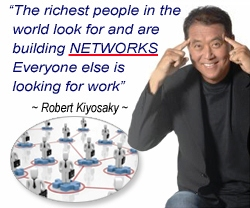 “The richest people in the
world look for and are
building NETWORKS
Everyone else is
looking for work”
~ Robert Kiyosaky ~